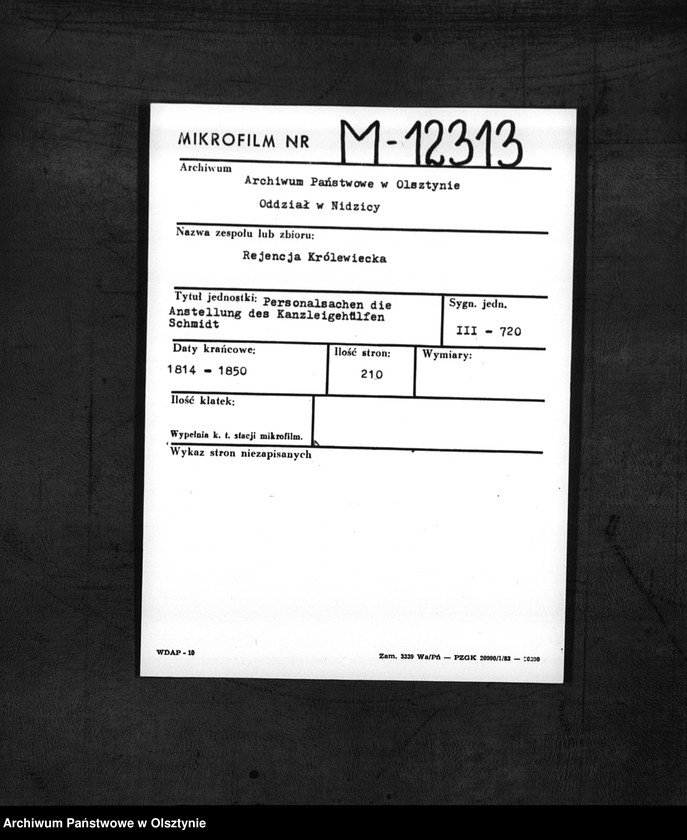 MIKROFILM NR M-12313
Archiwum
Archiwum Państwowe w Olsztynie
Oddział w Nidzicy
Nazwa zespołu lub zbioru:
Rejencja Królewiecka
Tytuł jednostki: Personalsachen die
Anstellung des Kanzleigehülfen
Schmidt
Sygn. jedn.
III - 720
Daty krańcowe:
1814 - 1850
Ilość stron:
210
Wymiary:
Ilość klatek:
Wypełnia k. t. stacji mikrofilm.
Wykaz stron niezapisanych
WDAP - 10
Zam. 3339 Wa/Pń — PZGK 20990/1/83 —
Archiwum Państwowe w Olsztynie